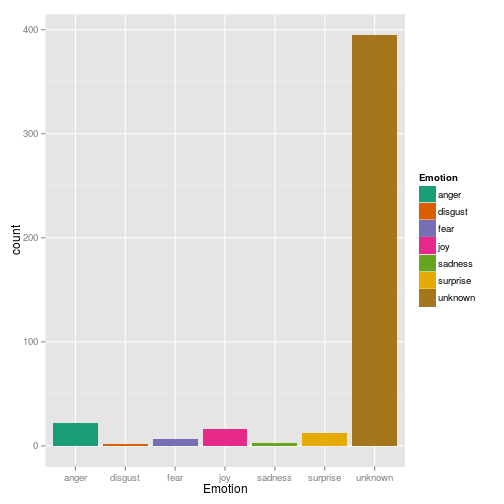 400
300
200
100
0
count
anger disgust fear joy sadness surprise unknown
Emotion
Emotion
anger
disgust
fear
joy
sadness
surprise
unknown